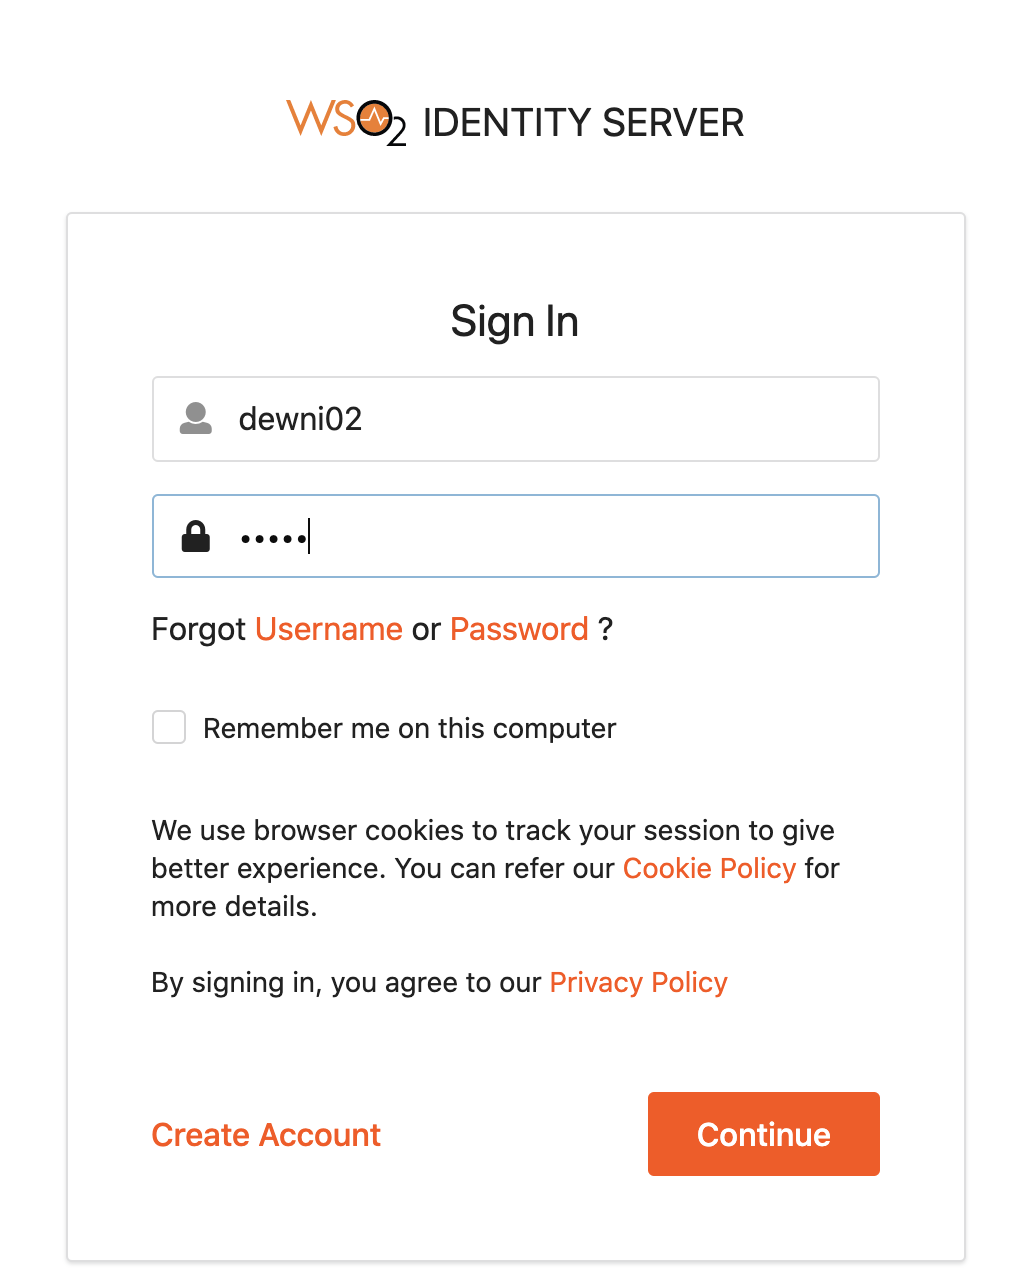 WSO2 IDENTITY SERVER
Sign In
dewni02
•••••
Forgot Username or Password ?
Remember me on this computer
We use browser cookies to track your session to give
better experience. You can refer our Cookie Policy for
more details.
By signing in, you agree to our Privacy Policy
Create Account
Continue